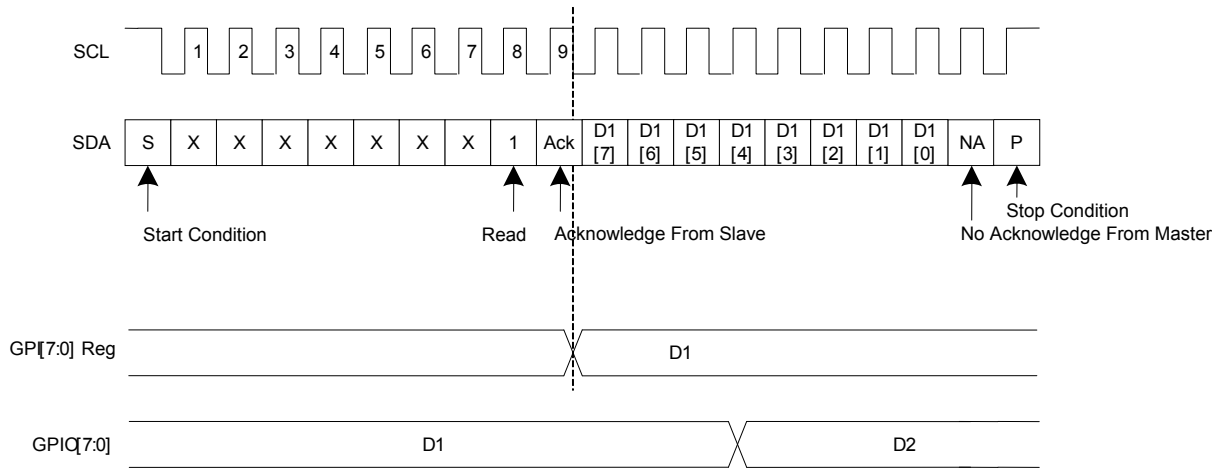 SCL 1 2 3 4 5 6 7 8 9
SDA S X X X X X X X 1 Ack D1 [7] D1 [6] D1 [5] D1 [4] D1 [3] D1 [2] D1 [1] D1 [0] NA P
Start Condition
Read
Acknowledge From Slave
Stop Condition
No Acknowledge From Master
GPI[7:0] Reg D1
GPIO[7:0] D1 D2